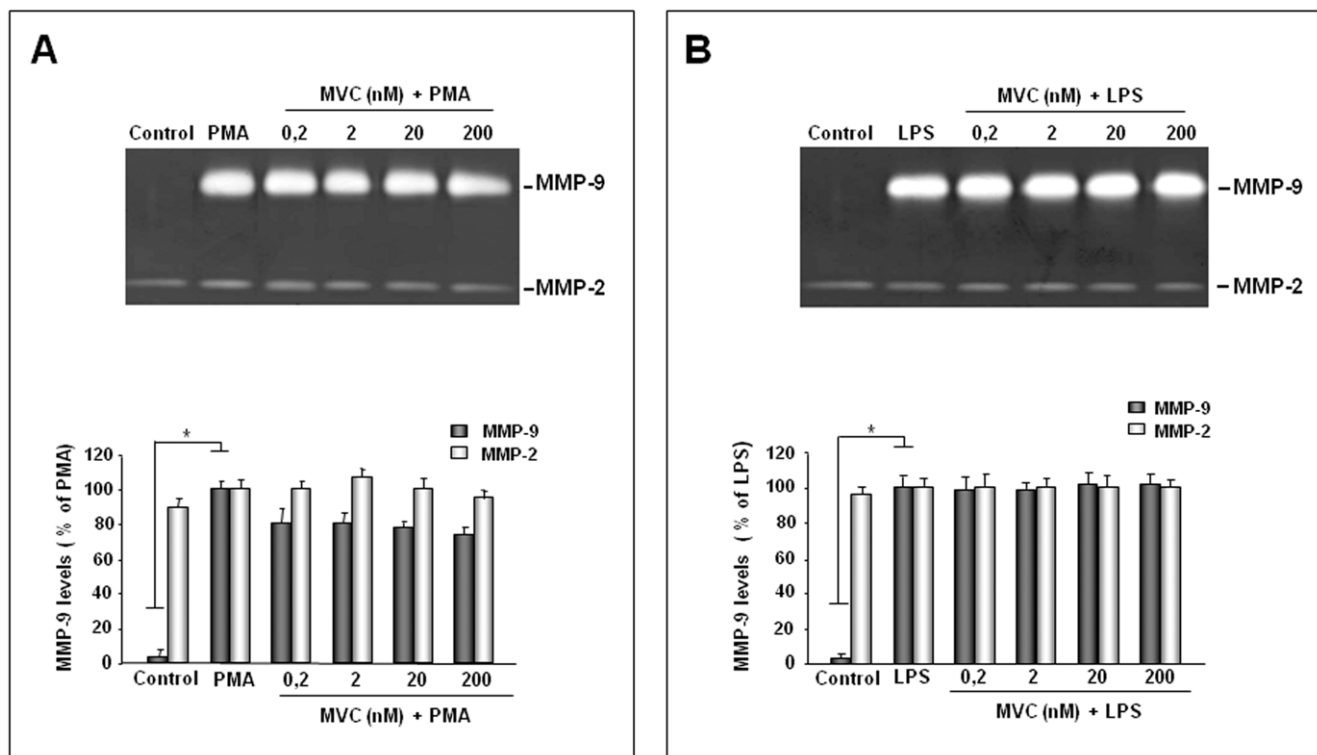 A
MVC (nM) + PMA
Control PMA 0,2 2 20 200
–MMP-9
–MMP-2
MMP-9
MMP-2
*
MMP-9 levels ( % of PMA)
120
100
80
60
40
20
0
Control PMA 0,2 2 20 200
MVC (nM) + PMA
B
MVC (nM) + LPS
Control LPS 0,2 2 20 200
–MMP-9
–MMP-2
MMP-9
MMP-2
*
MMP-9 levels ( % of LPS)
120
100
80
60
40
20
0
Control LPS 0,2 2 20 200
MVC (nM) + LPS